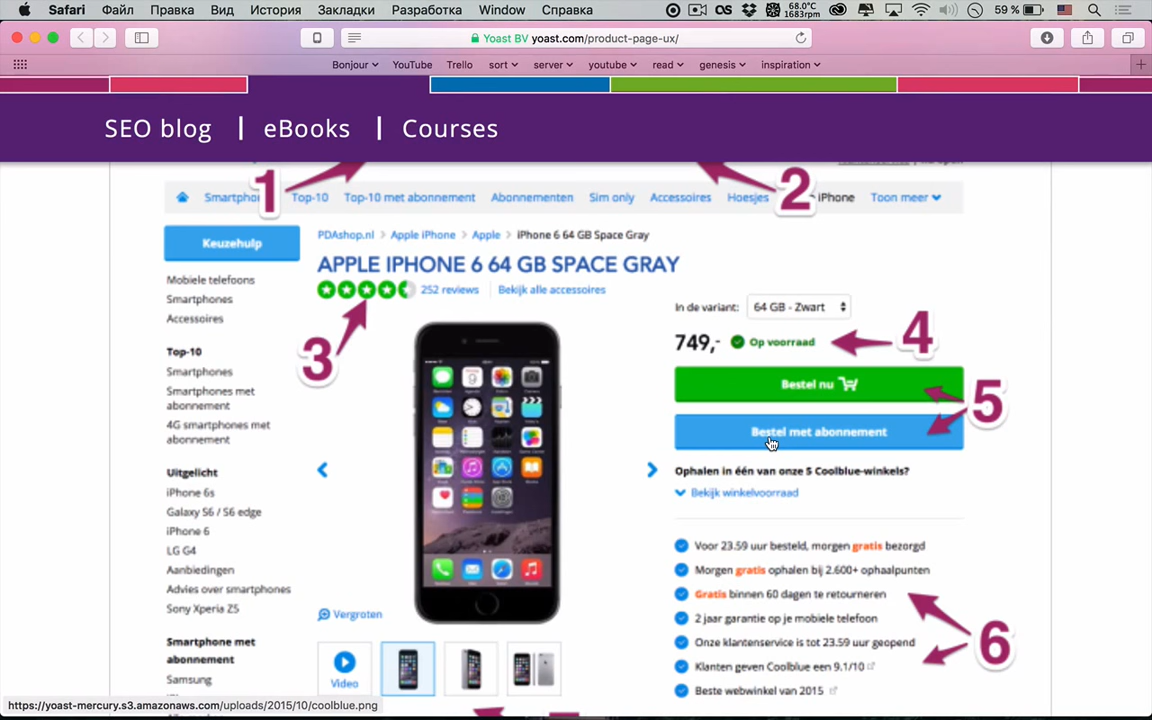 Safari Файл Правка Вид История Закладки Разработка Window Справка 68.0°C 1683rpm 59 %
Yoast BV yoast.com/product-page-ux/
Bonjour YouTube Trello sort server youtube read genesis inspiration
SEO blog | eBooks | Courses
1 2
Top-10 Top-10 met abonnement Abonnementen Sim only Accessoires Hoesjes iPhone Toon meer
Keuzehulp
PDAshop.nl Apple iPhone Apple iPhone 6 64 GB Space Gray
APPLE IPHONE 6 64 GB SPACE GRAY
252 reviews Bekijk alle accessoires
Mobiele telefoons
Smartphones
Accessoires
Top-10
Smartphones
Smartphones met
abonnement
4G smartphones met
abonnement
Uitgelicht
iPhone 6s
Galaxy S6 / S6 edge
iPhone 6
LG G4
Aanbiedingen
Advies over smartphones
Sony Xperia Z5
Smartphone met
abonnement
Samsung
3
Vergroten
Video
In de variant: 64 GB - Zwart
749,- Op voorraad
4
Bestel nu
5
Bestel met abonnement
Ophalen in één van onze 5 Coolblue-winkels?
Bekijk winkelvoorraad
Voor 23.59 uur besteld, morgen gratis bezorgd
Morgen gratis ophalen bij 2.600+ ophaalpunten
Gratis binnen 60 dagen te retourneren
2 jaar garantie op je mobiele telefoon
Onze klantenservice is tot 23.59 uur geopend
6
Klanten geven Coolblue een 9.1/10
Beste webwinkel van 2015
https://yoast-mercury.s3.amazonaws.com/uploads/2015/10/coolblue.png